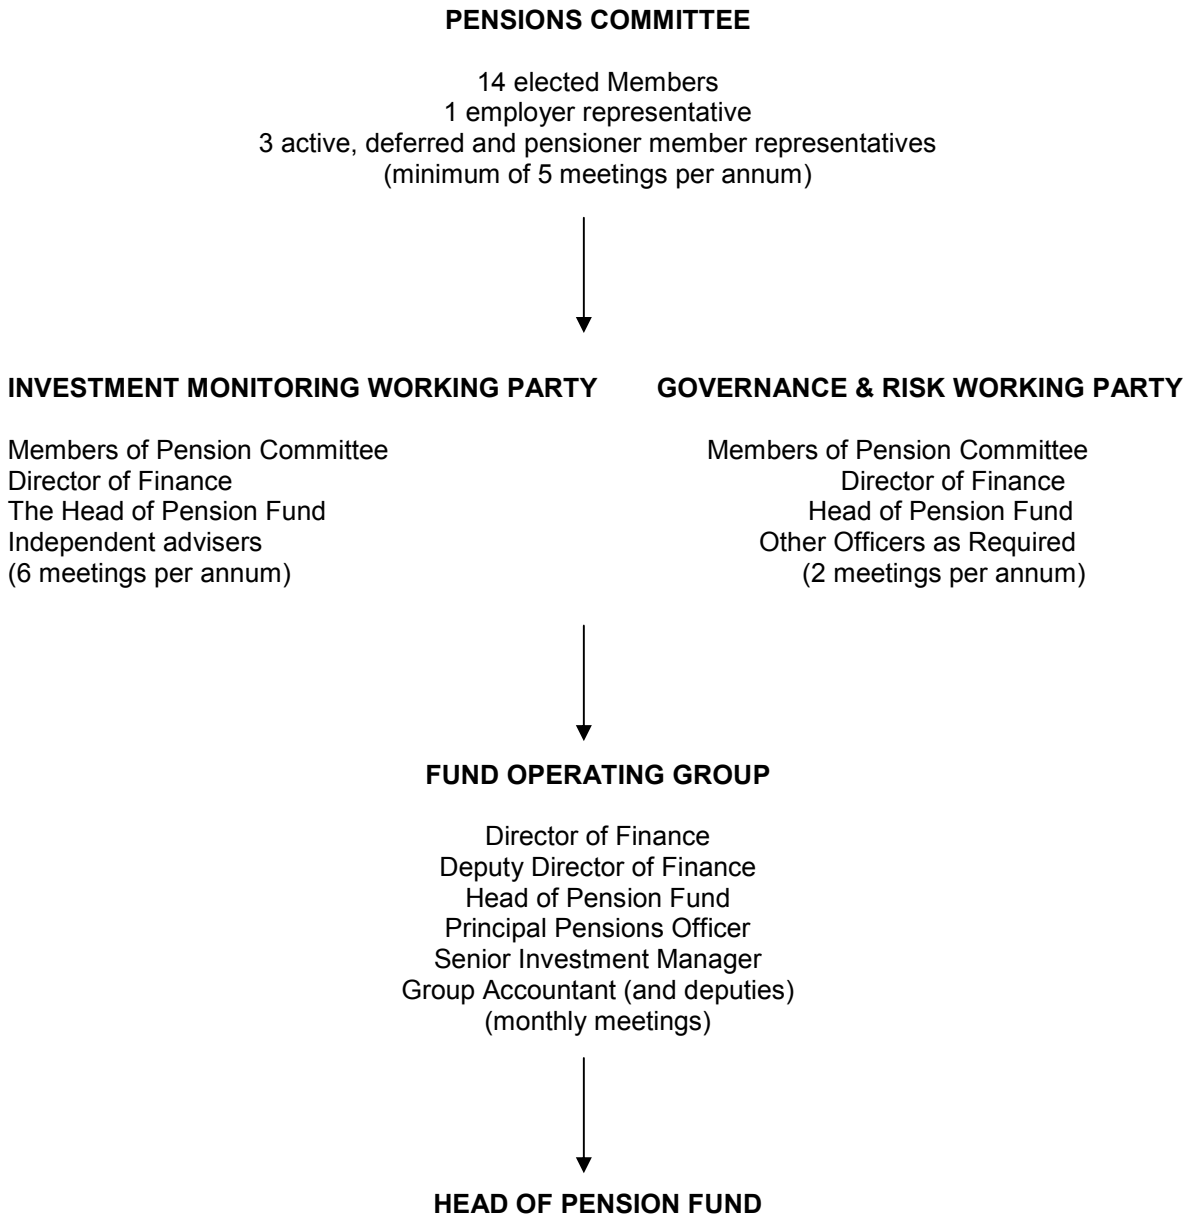 PENSIONS COMMITTEE
14 elected Members
1 employer representative
3 active, deferred and pensioner member representatives
(minimum of 5 meetings per annum)
INVESTMENT MONITORING WORKING PARTY
Members of Pension Committee
Director of Finance
The Head of Pension Fund
Independent advisers
(6 meetings per annum)
GOVERNANCE & RISK WORKING PARTY
Members of Pension Committee
Director of Finance
Head of Pension Fund
Other Officers as Required
(2 meetings per annum)
FUND OPERATING GROUP
Director of Finance
Deputy Director of Finance
Head of Pension Fund
Principal Pensions Officer
Senior Investment Manager
Group Accountant (and deputies)
(monthly meetings)
HEAD OF PENSION FUND